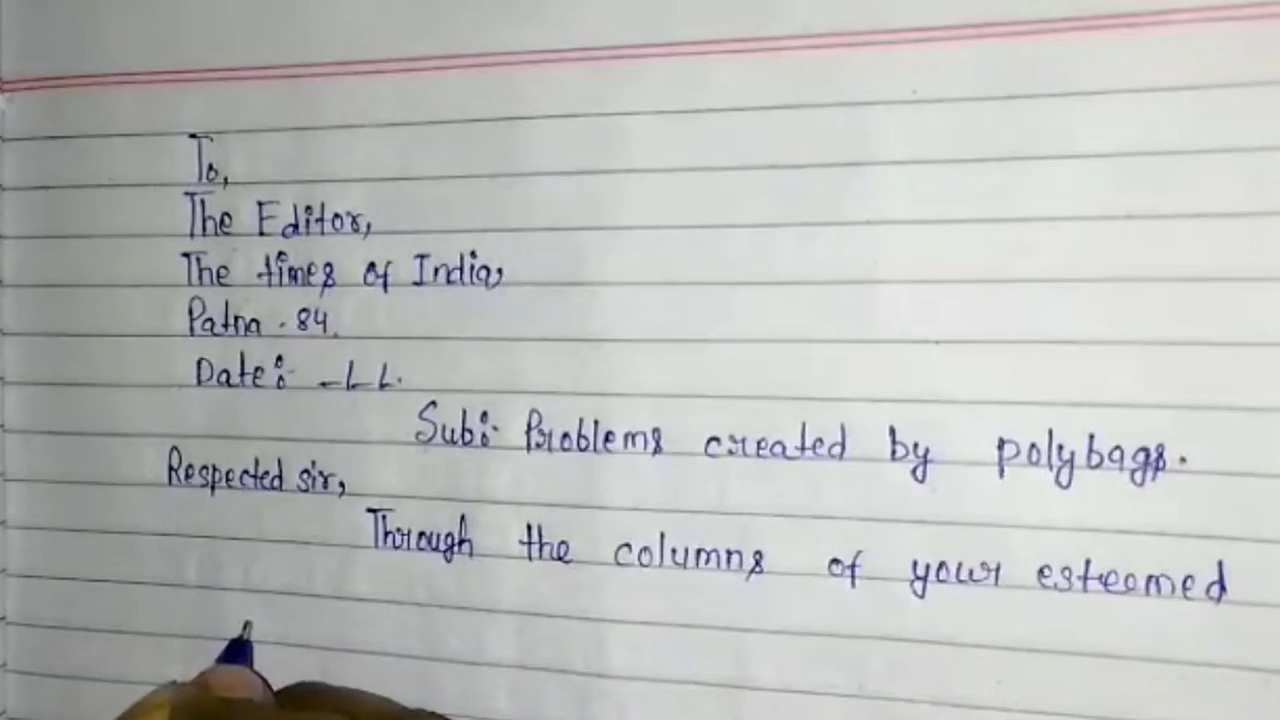 To,
The Editor,
The times of India,
Patna - 84.
Date:- -/ /.
Sub:- Problems created by polybags.
Respected sir,
Through the columns of your esteemed